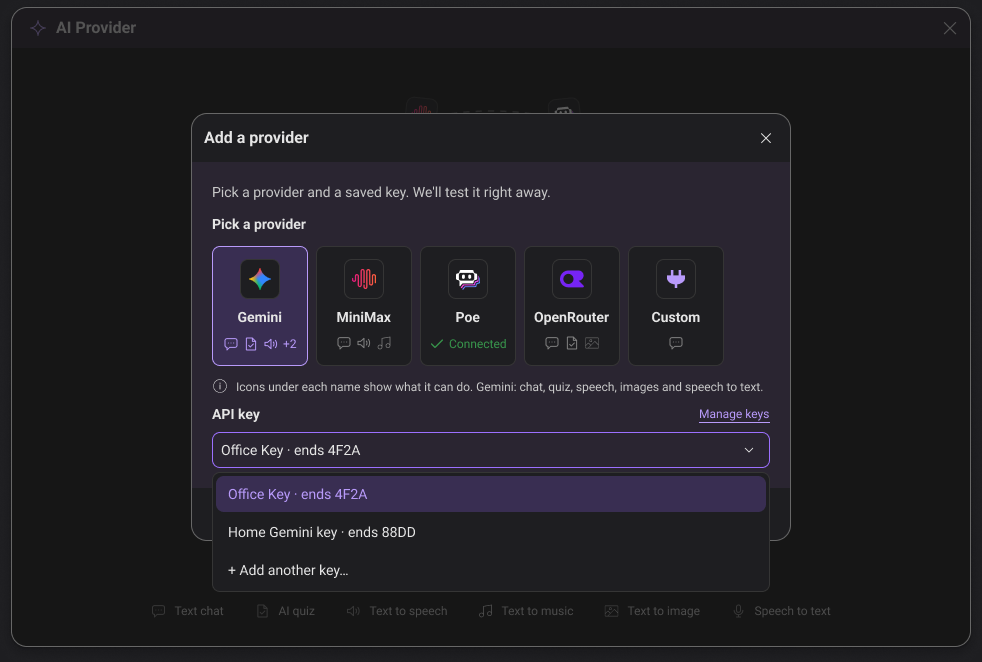 AI Provider
Add a provider
Pick a provider and a saved key. We'll test it right away.
Pick a provider
Gemini
MiniMax
Poe
OpenRouter
Custom
+2
Connected
Icons under each name show what it can do. Gemini: chat, quiz, speech, images and speech to text.
API key
Manage keys
Office Key · ends 4F2A
Office Key · ends 4F2A
Home Gemini key · ends 88DD
+ Add another key…
Text chat
AI quiz
Text to speech
Text to music
Text to image
Speech to text